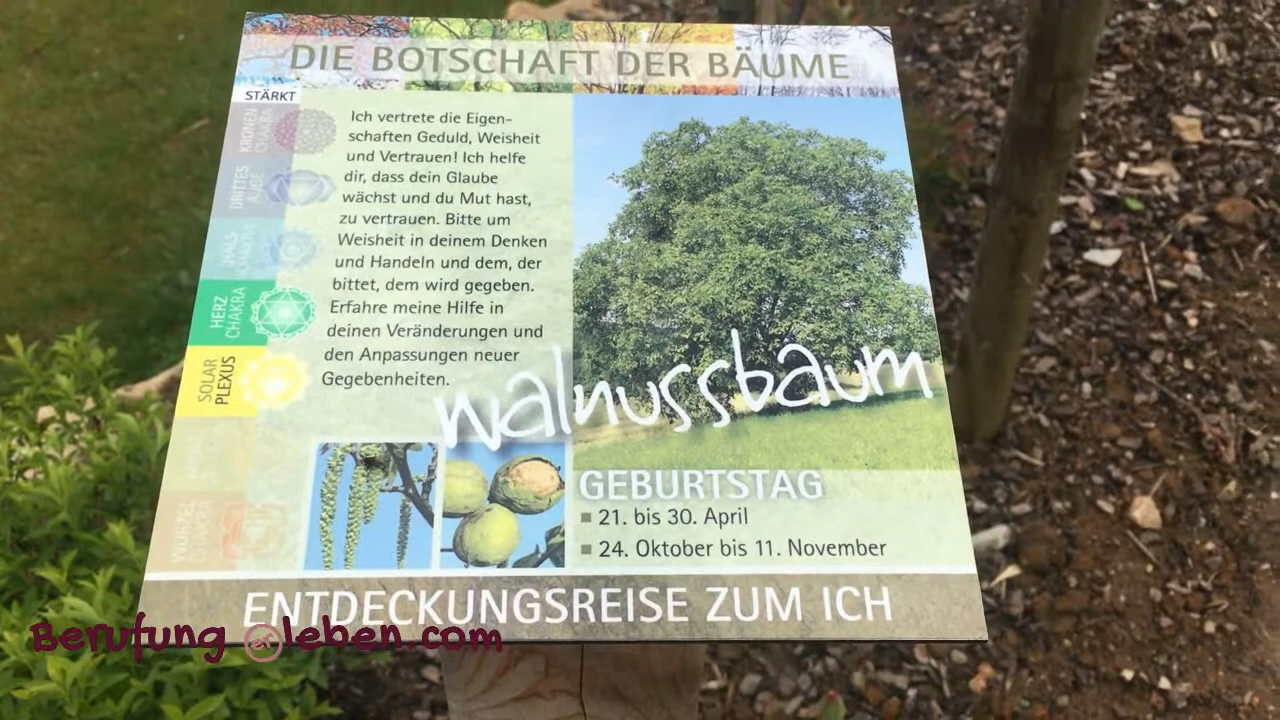 DIE BOTSCHAFT DER BÄUME
STÄRKT
KRONEN
CHAKRA
DRITTES
AUGE
HALS
CHAKRA
HERZ
CHAKRA
SOLAR
PLEXUS
WURZEL
CHAKRA
Ich vertrete die Eigen-
schaften Geduld, Weisheit
und Vertrauen! Ich helfe
dir, dass dein Glaube
wächst und du Mut hast,
zu vertrauen. Bitte um
Weisheit in deinem Denken
und Handeln und dem, der
bittet, dem wird gegeben.
Erfahre meine Hilfe in
deinen Veränderungen und
den Anpassungen neuer
Gegebenheiten.
walnussbaum
GEBURTSTAG
21. bis 30. April
24. Oktober bis 11. November
ENTDECKUNGSREISE ZUM ICH
Berufung erleben.com